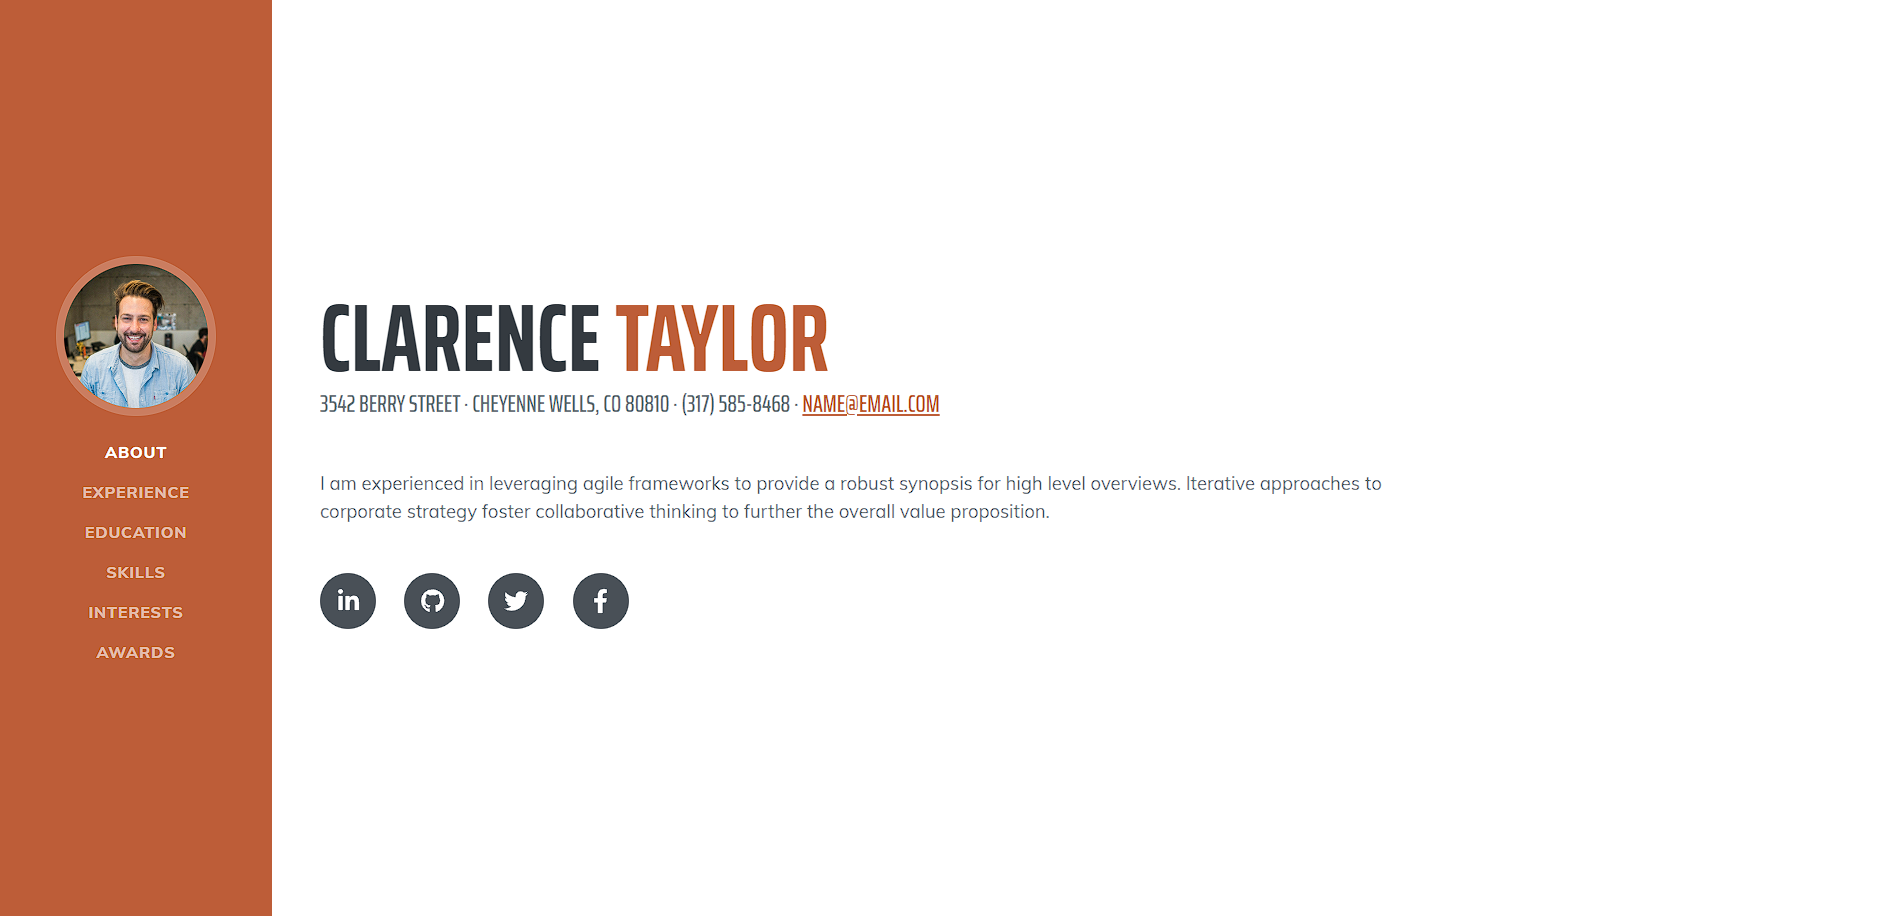 ABOUT
EXPERIENCE
EDUCATION
SKILLS
INTERESTS
AWARDS
CLARENCE TAYLOR
3542 BERRY STREET · CHEYENNE WELLS, CO 80810 · (317) 585-8468 · NAME@EMAIL.COM
I am experienced in leveraging agile frameworks to provide a robust synopsis for high level overviews. Iterative approaches to
corporate strategy foster collaborative thinking to further the overall value proposition.
in